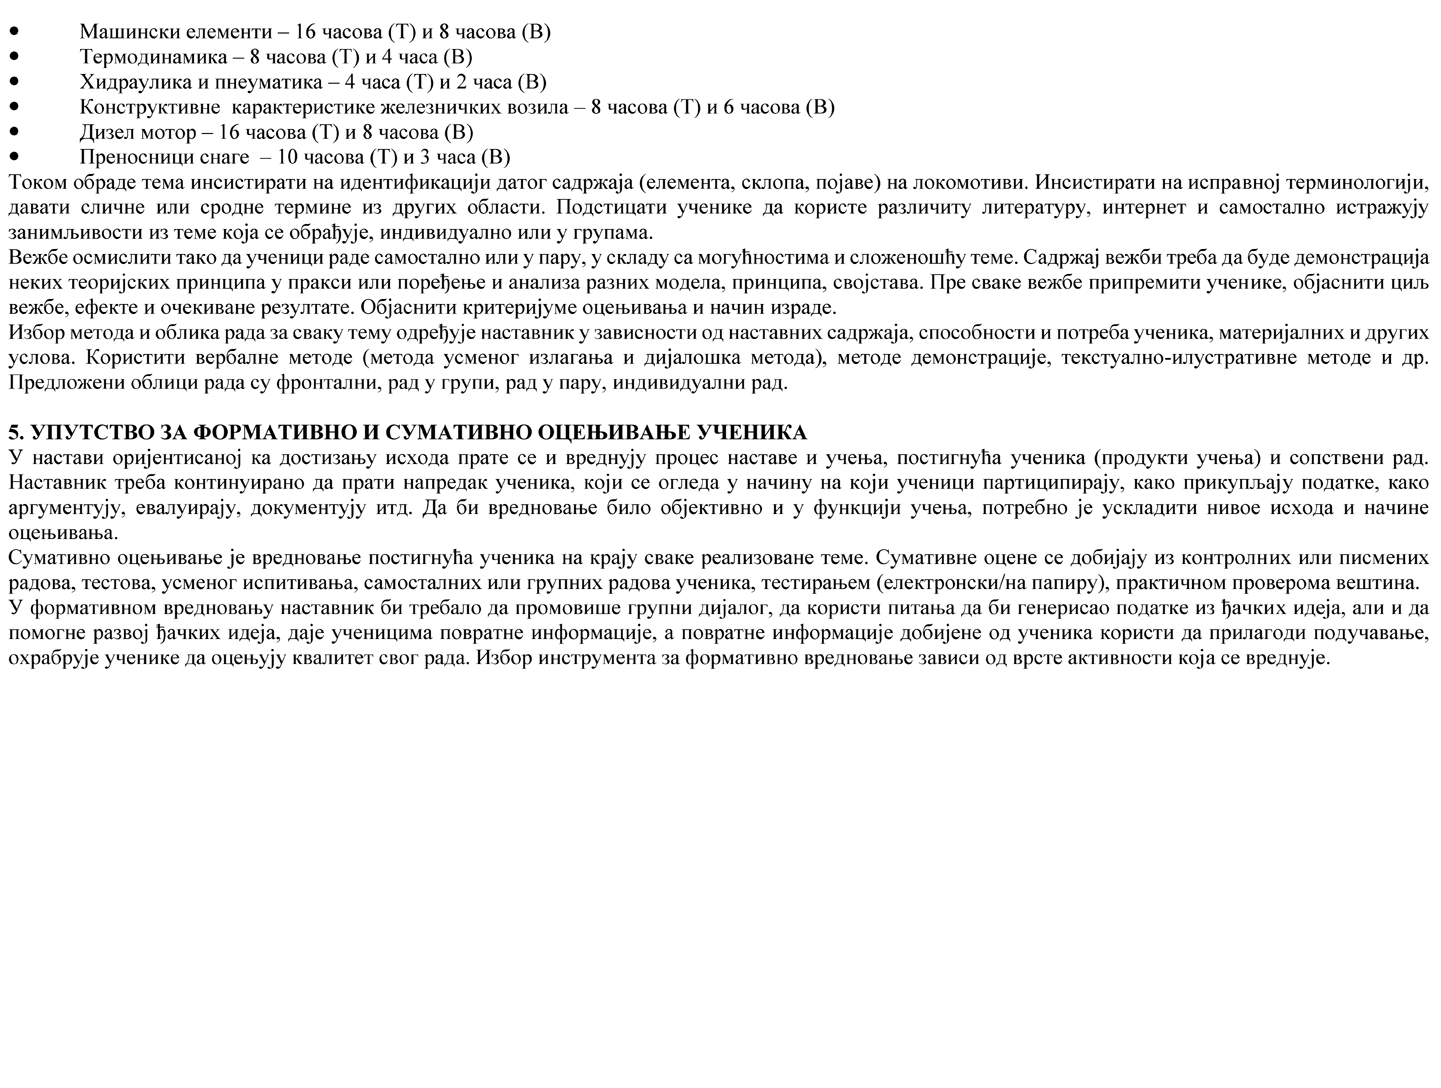 ● Машински елементи – 16 часова (Т) и 8 часова (В)
● Термодинамика – 8 часова (Т) и 4 часа (В)
● Хидраулика и пнеуматика – 4 часа (Т) и 2 часа (В)
● Конструктивне  карактеристике железничких возила – 8 часова (Т) и 6 часова (В)
● Дизел мотор – 16 часова (Т) и 8 часова (В)
● Преносници снаге  – 10 часова (Т) и 3 часа (В)
Током обраде тема инсистирати на идентификацији датог садржаја (елемента, склопа, појаве) на локомотиви. Инсистирати на исправној терминологији,
давати сличне или сродне термине из других области. Подстицати ученике да користе различиту литературу, интернет и самостално истражују
занимљивости из теме која се обрађује, индивидуално или у групама.
Вежбе осмислити тако да ученици раде самостално или у пару, у складу са могућностима и сложеношћу теме. Садржај вежби треба да буде демонстрација
неких теоријских принципа у пракси или поређење и анализа разних модела, принципа, својстава. Пре сваке вежбе припремити ученике, објаснити циљ
вежбе, ефекте и очекиване резултате. Објаснити критеријуме оцењивања и начин израде.
Избор метода и облика рада за сваку тему одређује наставник у зависности од наставних садржаја, способности и потреба ученика, материјалних и других
услова. Користити вербалне методе (метода усменог излагања и дијалошка метода), методе демонстрације, текстуално-илустративне методе и др.
Предложени облици рада су фронтални, рад у групи, рад у пару, индивидуални рад.
5. УПУТСТВО ЗА ФОРМАТИВНО И СУМАТИВНО ОЦЕЊИВАЊЕ УЧЕНИКА
У настави оријентисаној ка достизању исхода прате се и вреднују процес наставе и учења, постигнућа ученика (продукти учења) и сопствени рад.
Наставник треба континуирано да прати напредак ученика, који се огледа у начину на који ученици партиципирају, како прикупљају податке, како
аргументују, евалуирају, документују итд. Да би вредновање било објективно и у функцији учења, потребно је ускладити нивое исхода и начине
оцењивања.
Сумативно оцењивање је вредновање постигнућа ученика на крају сваке реализоване теме. Сумативне оцене се добијају из контролних или писмених
радова, тестова, усменог испитивања, самосталних или групних радова ученика, тестирањем (електронски/на папиру), практичном проверома вештина.
У формативном вредновању наставник би требало да промовише групни дијалог, да користи питања да би генерисао податке из ђачких идеја, али и да
помогне развој ђачких идеја, даје ученицима повратне информације, а повратне информације добијене од ученика користи да прилагоди подучавање,
охрабрује ученике да оцењују квалитет свог рада. Избор инструмента за формативно вредновање зависи од врсте активности која се вреднује.